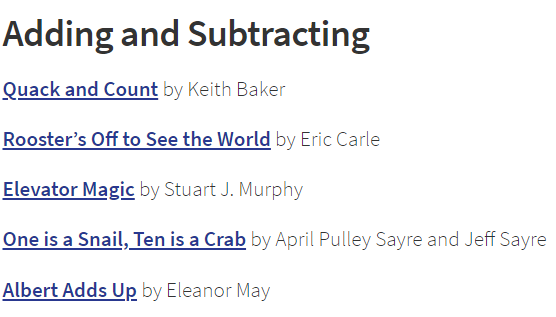 Adding and Subtracting
Quack and Count by Keith Baker
Rooster’s Off to See the World by Eric Carle
Elevator Magic by Stuart J. Murphy
One is a Snail, Ten is a Crab by April Pulley Sayre and Jeff Sayre
Albert Adds Up by Eleanor May